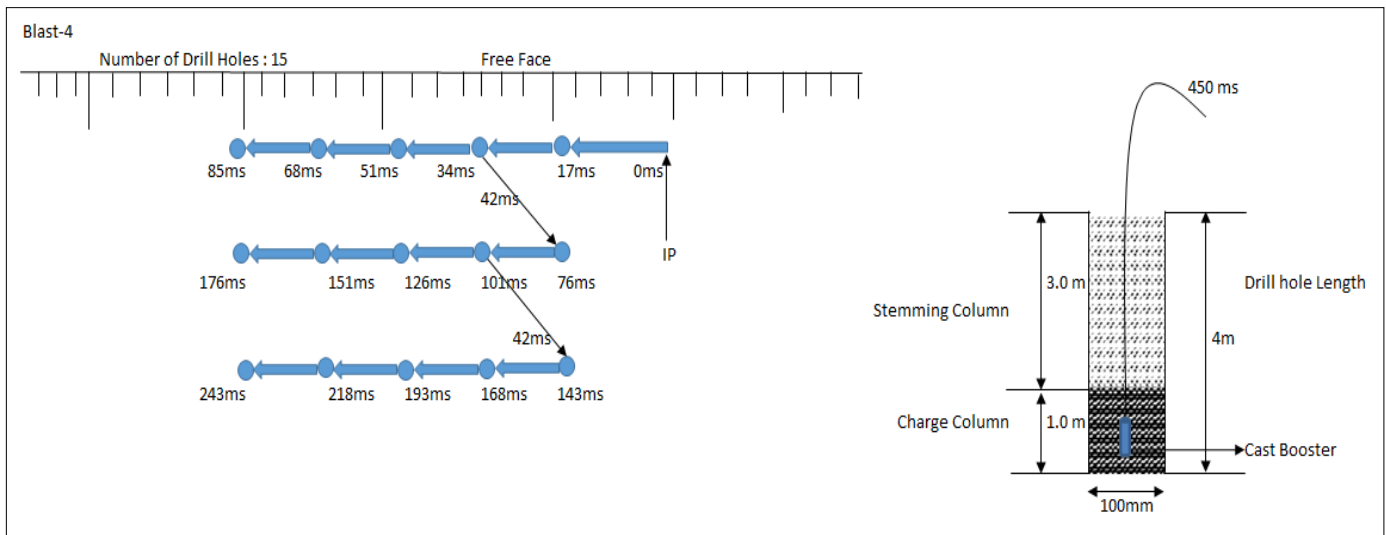 Blast-4
Number of Drill Holes : 15
Free Face
85ms 68ms 51ms 34ms 17ms 0ms
42ms
IP
176ms 151ms 126ms 101ms 76ms
42ms
243ms 218ms 193ms 168ms 143ms
450 ms
3.0 m
Drill hole Length
Stemming Column
4m
Charge Column
1.0 m
Cast Booster
100mm